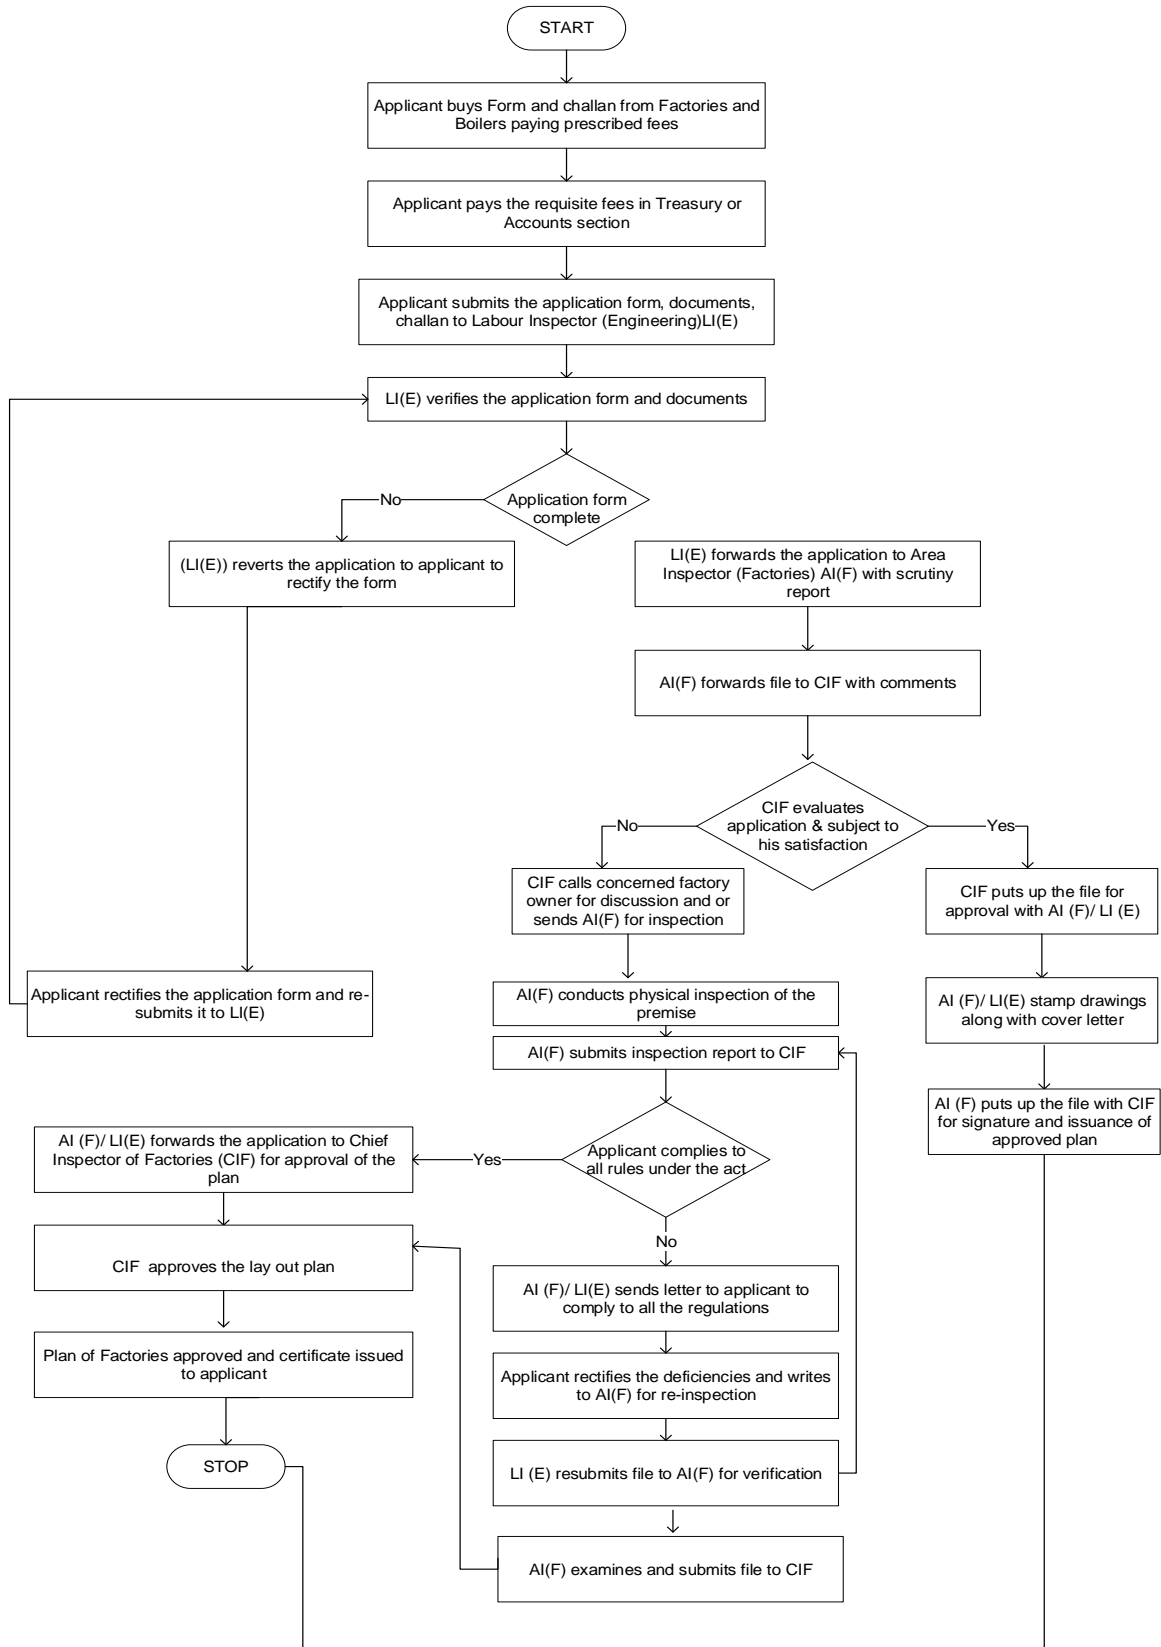 START
Applicant buys Form and challan from Factories and
Boilers paying prescribed fees
Applicant pays the requisite fees in Treasury or
Accounts section
Applicant submits the application form, documents,
challan to Labour Inspector (Engineering)LI(E)
LI(E) verifies the application form and documents
Application form
complete
No
(LI(E)) reverts the application to applicant to
rectify the form
Applicant rectifies the application form and re-
submits it to LI(E)
LI(E) forwards the application to Area
Inspector (Factories) AI(F) with scrutiny
report
AI(F) forwards file to CIF with comments
CIF evaluates
application & subject to
his satisfaction
No
Yes
CIF calls concerned factory
owner for discussion and or
sends AI(F) for inspection
CIF puts up the file for
approval with AI (F)/ LI (E)
AI(F) conducts physical inspection of the
premise
AI (F)/ LI(E) stamp drawings
along with cover letter
AI(F) submits inspection report to CIF
AI (F) puts up the file with CIF
for signature and issuance of
approved plan
Applicant complies to
all rules under the act
Yes
AI (F)/ LI(E) forwards the application to Chief
Inspector of Factories (CIF) for approval of the
plan
No
CIF  approves the lay out plan
AI (F)/ LI(E) sends letter to applicant to
comply to all the regulations
Plan of Factories approved and certificate issued
to applicant
Applicant rectifies the deficiencies and writes
to AI(F) for re-inspection
STOP
LI (E) resubmits file to AI(F) for verification
AI(F) examines and submits file to CIF